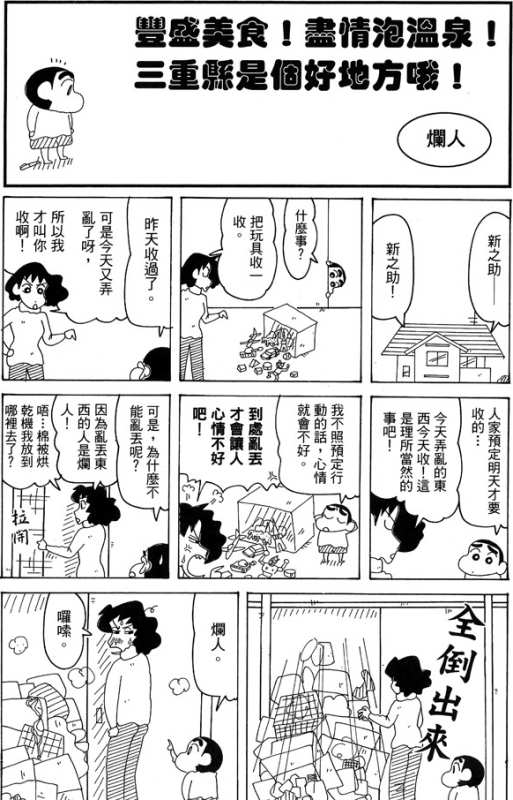 豐盛美食！盡情泡溫泉！
三重縣是個好地方哦！
爛人
新之助──
新之助！
什麼事？
把玩具收一
收。
昨天收過了。
可是今天又弄
亂了呀，
所以我
才叫你
收啊！
人家預定明天才要
收的…
今天弄亂的東
西今天收！這
是理所當然的
事吧！
我不照預定行
動的話，心情
就會不好。
到處亂丟
才會讓人
心情不好
吧！
可是，為什麼不
能亂丟呢？
因為亂丟東
西的人是爛
人！
唔…棉被烘
乾機我放到
哪裡去了？
拉開
全倒出來
爛人。
囉嗦。